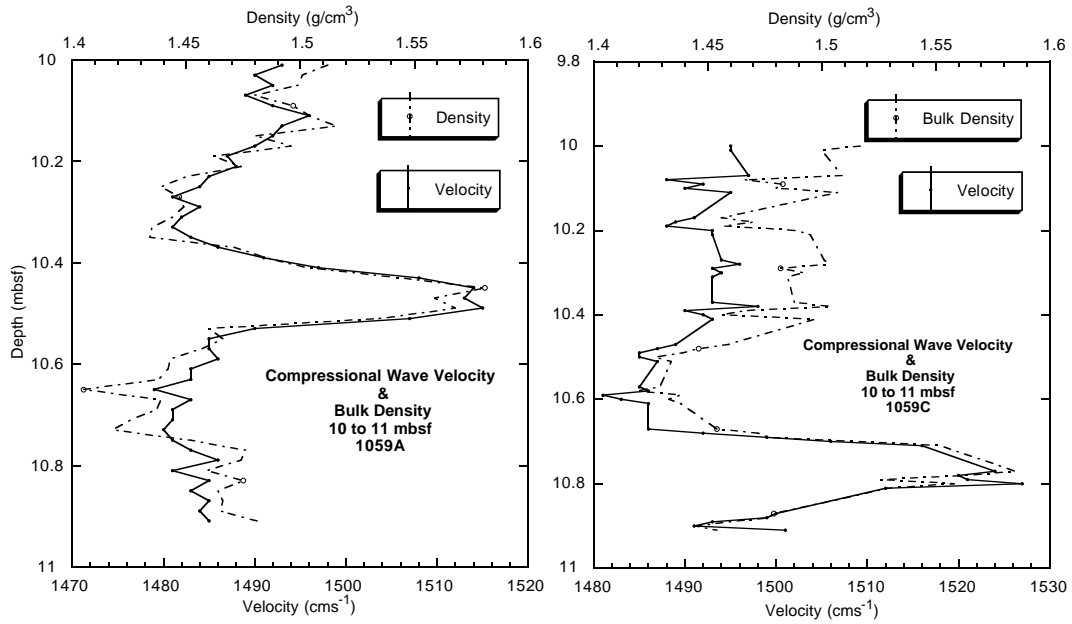 Density (g/cm3)
1.4 1.45 1.5 1.55 1.6
10
10.2
10.4
10.6
10.8
11
Depth (mbsf)
Density
Velocity
Compressional Wave Velocity
&
Bulk Density
10 to 11 mbsf
1059A
1470 1480 1490 1500 1510 1520
Velocity (cms-1)
Density (g/cm3)
1.4 1.45 1.5 1.55 1.6
9.8
10
10.2
10.4
10.6
10.8
11
Bulk Density
Velocity
Compressional Wave Velocity
&
Bulk Density
10 to 11 mbsf
1059C
1480 1490 1500 1510 1520 1530
Velocity (cms-1)